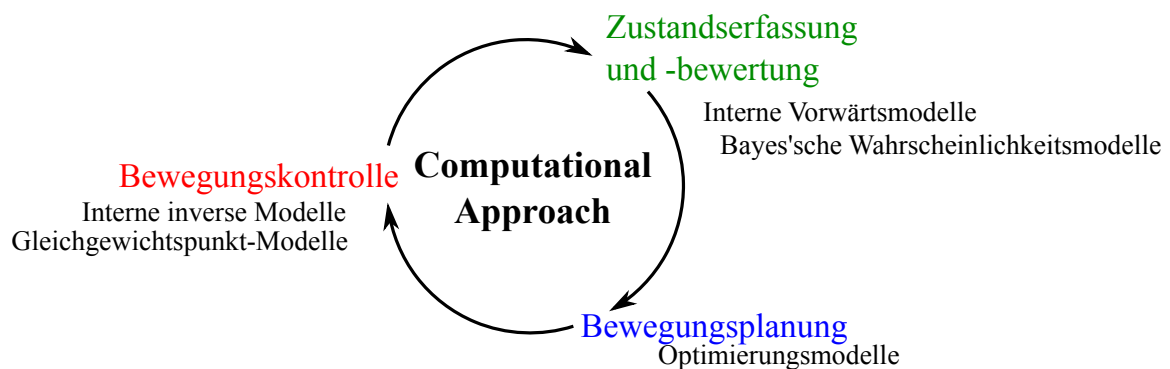 Zustandserfassung
und -bewertung
Interne Vorwärtsmodelle
Bayes'sche Wahrscheinlichkeitsmodelle
Computational
Approach
Bewegungskontrolle
Interne inverse Modelle
Gleichgewichtspunkt-Modelle
Bewegungsplanung
Optimierungsmodelle